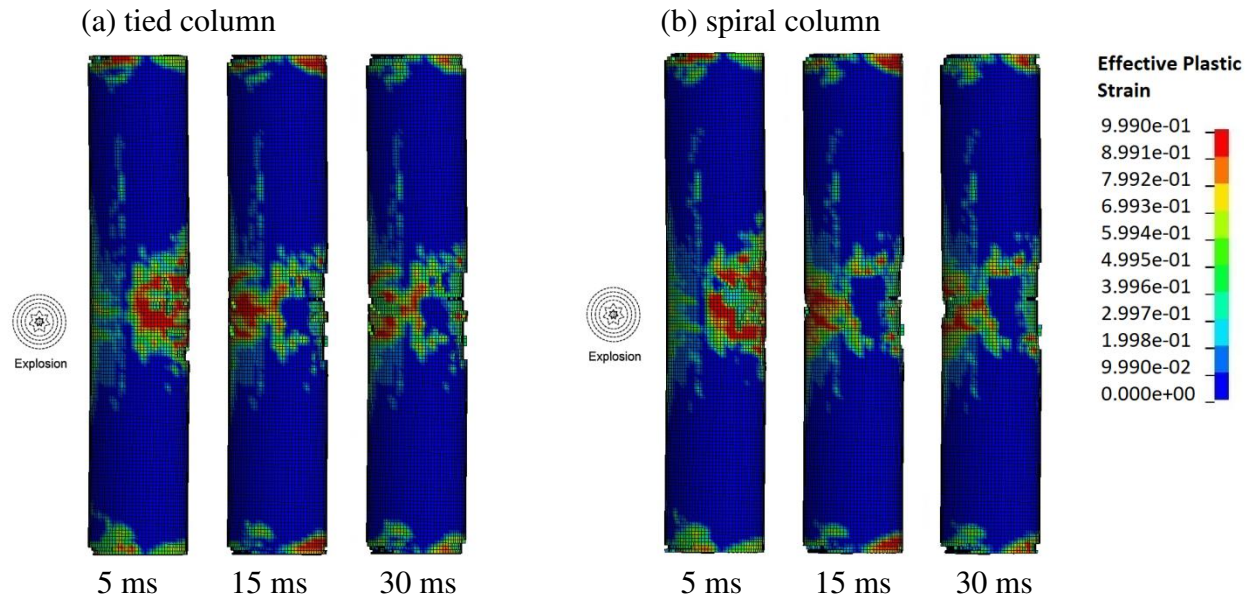 (a) tied column
(b) spiral column
Effective Plastic
Strain
9.990e-01
8.991e-01
7.992e-01
6.993e-01
5.994e-01
4.995e-01
3.996e-01
2.997e-01
1.998e-01
9.990e-02
0.000e+00
Explosion
Explosion
5 ms
15 ms
30 ms
5 ms
15 ms
30 ms